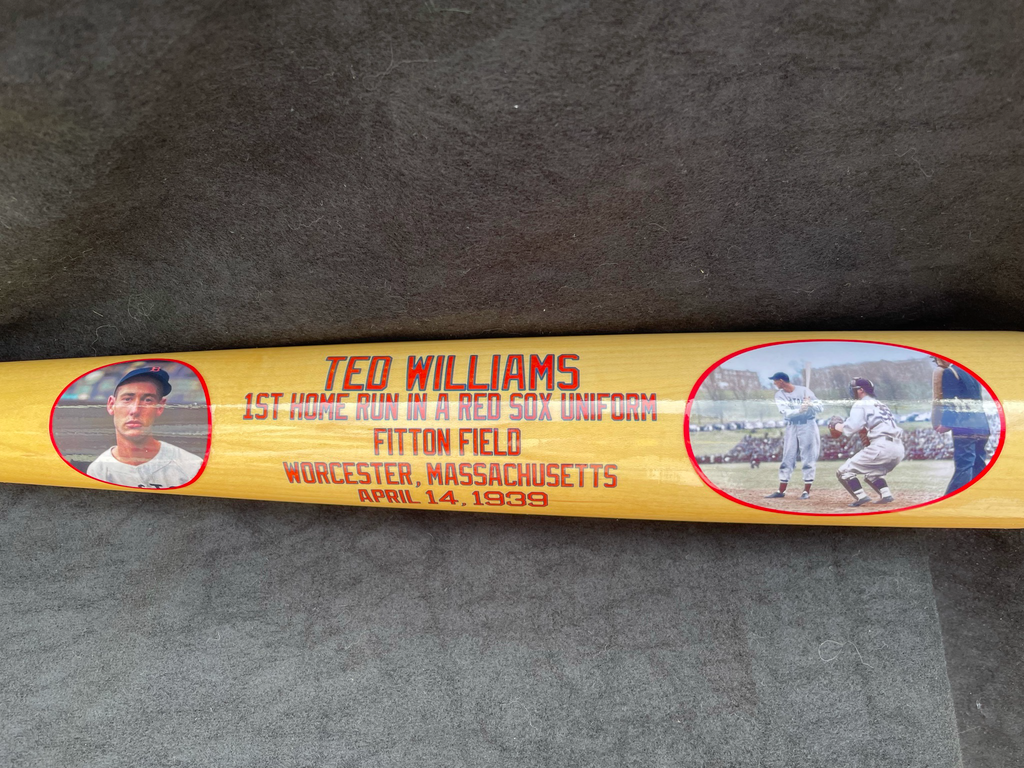 TED WILLIAMS
1ST HOME RUN IN A RED SOX UNIFORM
FITTON FIELD
WORCESTER, MASSACHUSETTS
APRIL 14, 1939
B